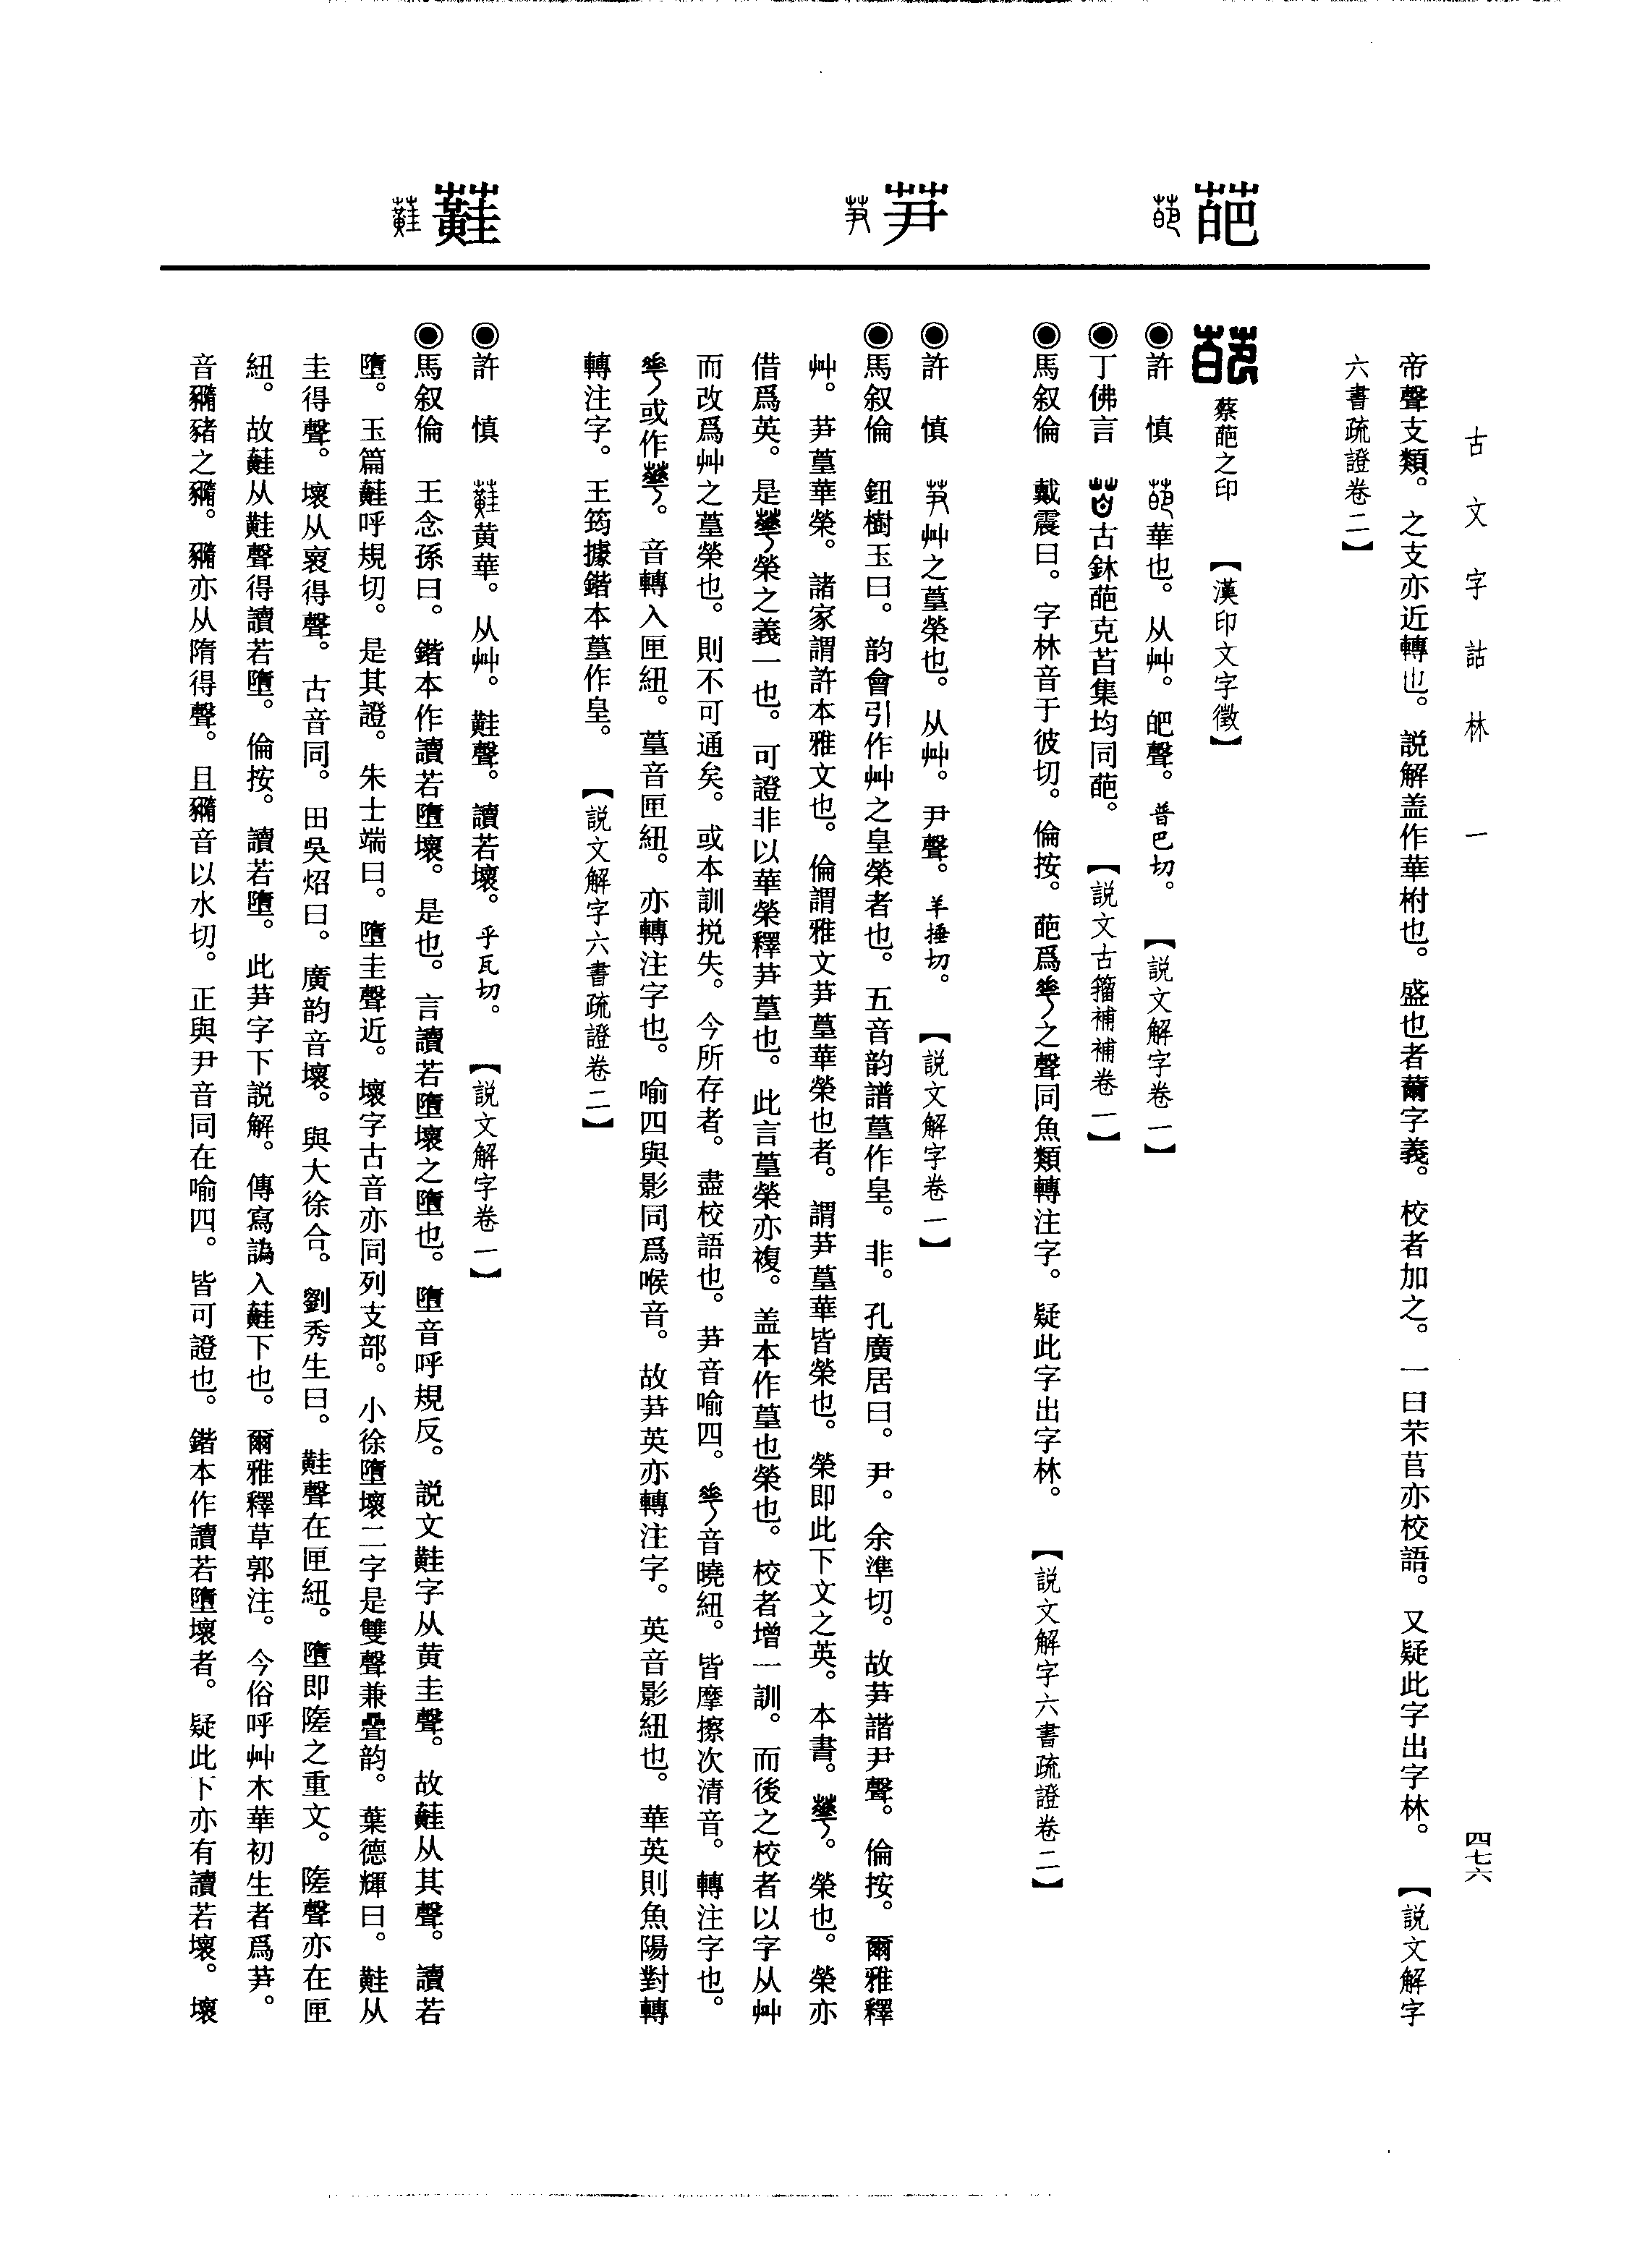 古文字詁林 一
四七六
帝聲支類。之支亦近轉也。説解盖作華柎也。盛也者薾字義。校者加之。一曰芣苢亦校語。又疑此字出字林。【説文解字
六書疏證卷二】
葩
蔡葩之印 【漢印文字徵】
許 慎 華也。从艸。皅聲。普巴切。【説文解字卷一】
丁佛言 古鉨葩克苩集均同葩。【説文古籀補補卷一】
馬叙倫 戴震曰。字林音于彼切。倫按。葩爲𠌶之聲同魚類轉注字。疑此字出字林。【説文解字六書疏證卷二】
芛
許 慎 艸之葟榮也。从艸。尹聲。羊捶切。【説文解字卷一】
馬叙倫 鈕樹玉曰。韵會引作艸之皇榮者也。五音韵譜葟作皇。非。孔廣居曰。尹。余準切。故芛諧尹聲。倫按。爾雅釋
艸。芛葟華榮。諸家謂許本雅文也。倫謂雅文芛葟華榮也者。謂芛葟華皆榮也。榮即此下文之英。本書。𦾓。榮也。榮亦
借爲英。是𦾓榮之義一也。可證非以華榮釋芛葟也。此言葟榮亦複。盖本作葟也榮也。校者增一訓。而後之校者以字从艸
而改爲艸之葟榮也。則不可通矣。或本訓捝失。今所存者。盡校語也。芛音喻四。𠌶音曉紐。皆摩擦次清音。轉注字也。
𠌶或作𦾓。音轉入匣紐。葟音匣紐。亦轉注字也。喻四與影同爲喉音。故芛英亦轉注字。英音影紐也。華英則魚陽對轉
轉注字。王筠據鍇本葟作皇。【説文解字六書疏證卷二】
蘳
許 慎 黄華。从艸。黊聲。讀若壞。乎瓦切。【説文解字卷一】
馬叙倫 王念孫曰。鍇本作讀若墮壞。是也。言讀若墮壞之墮也。墮音呼規反。説文黊字从黄圭聲。故蘳从其聲。讀若
墮。玉篇蘳呼規切。是其證。朱士端曰。墮圭聲近。壞字古音亦同列支部。小徐墮壞二字是雙聲兼疊韵。葉德輝曰。黊从
圭得聲。壞从褱得聲。古音同。田吳炤曰。廣韵音壞。與大徐合。劉秀生曰。黊聲在匣紐。墮即陊之重文。陊聲亦在匣
紐。故蘳从黊聲得讀若墮。倫按。讀若墮。此芛字下説解。傳寫譌入蘳下也。爾雅釋草郭注。今俗呼艸木華初生者爲芛。
音豬之。亦从隋得聲。且音以水切。正與尹音同在喻四。皆可證也。鍇本作讀若墮壞者。疑此下亦有讀若壞。壞